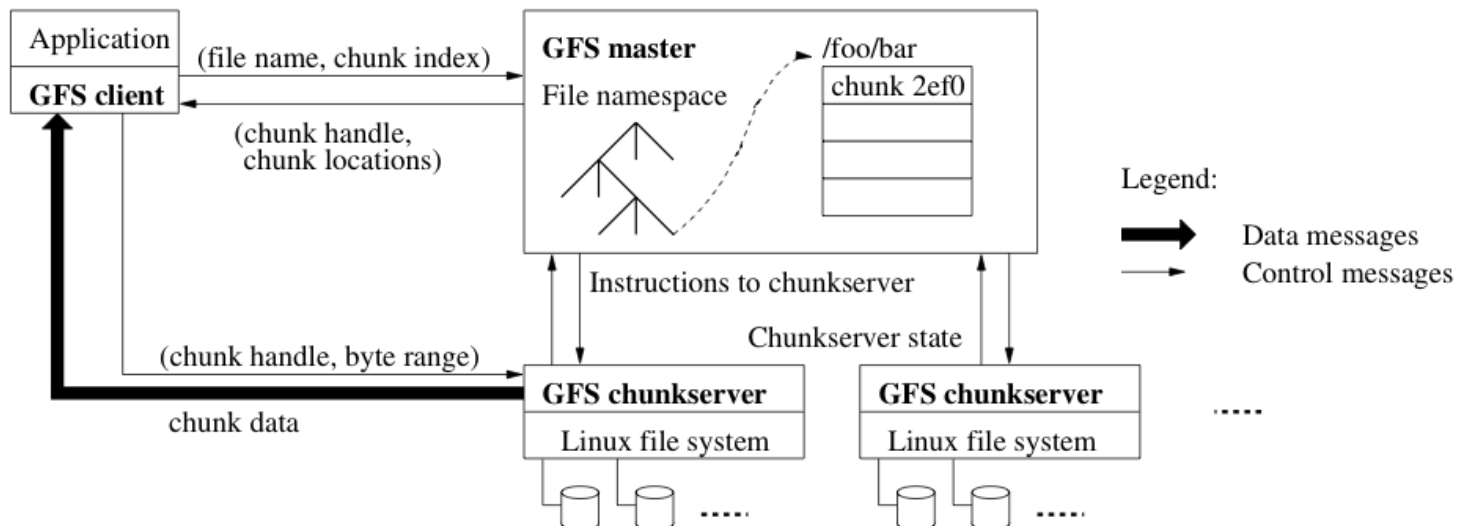 Application
GFS client
(file name, chunk index)
(chunk handle,
chunk locations)
GFS master
File namespace
/foo/bar
chunk 2ef0
Legend:
Data messages
Control messages
Instructions to chunkserver
Chunkserver state
(chunk handle, byte range)
chunk data
GFS chunkserver
Linux file system
GFS chunkserver
Linux file system